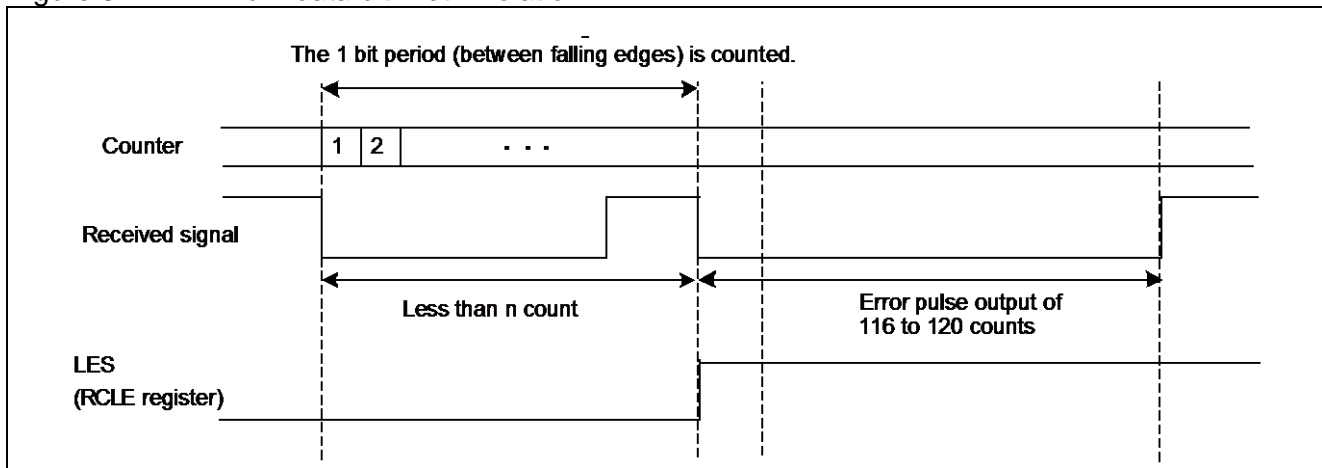 The 1 bit period (between falling edges) is counted.
Counter
1 2 . . .
Received signal
Less than n count
Error pulse output of
116 to 120 counts
LES
(RCLE register)